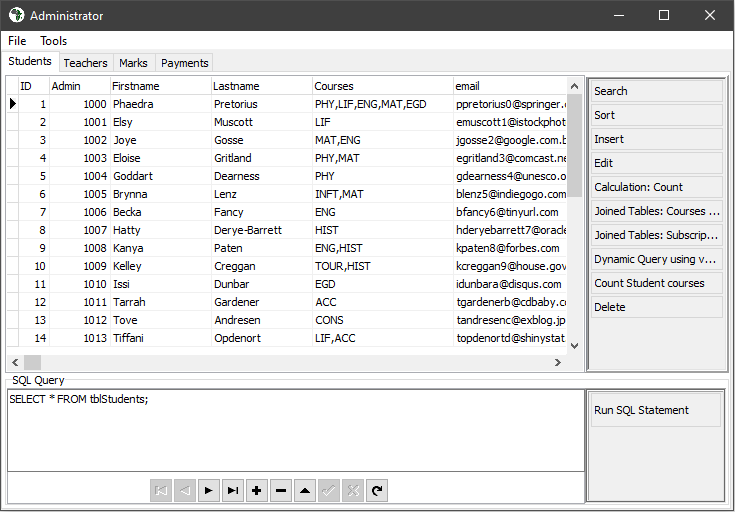 Administrator
File Tools
Students Teachers Marks Payments
ID Admin Firstname Lastname Courses email
1 1000 Phaedra Pretorius PHY,LIF,ENG,MAT,EGD ppretorius0@springer.c
2 1001 Elsy Muscott LIF emuscott1@istockphot
3 1002 Joye Gosse MAT,ENG jgosse2@google.com.b
4 1003 Eloise Gritland PHY,MAT egritland3@comcast.ne
5 1004 Goddart Dearness PHY gdearness4@unesco.o
6 1005 Brynna Lenz INFT,MAT blenz5@indiegogo.com
7 1006 Becka Fancy ENG bfancy6@tinyurl.com
8 1007 Hatty Derye-Barrett HIST hderyebarrett7@oracle
9 1008 Kanya Paten ENG,HIST kpaten8@forbes.com
10 1009 Kelley Creggan TOUR,HIST kcreggan9@house.gov
11 1010 Issi Dunbar EGD idunbara@disqus.com
12 1011 Tarrah Gardener ACC tgardenerb@cdbaby.co
13 1012 Tove Andresen CONS tandresenc@exblog.jp
14 1013 Tiffani Opdenort LIF,ACC topdenortd@shinystat
Search
Sort
Insert
Edit
Calculation: Count
Joined Tables: Courses ...
Joined Tables: Subscrip...
Dynamic Query using v...
Count Student courses
Delete
SQL Query
SELECT * FROM tblStudents;
Run SQL Statement